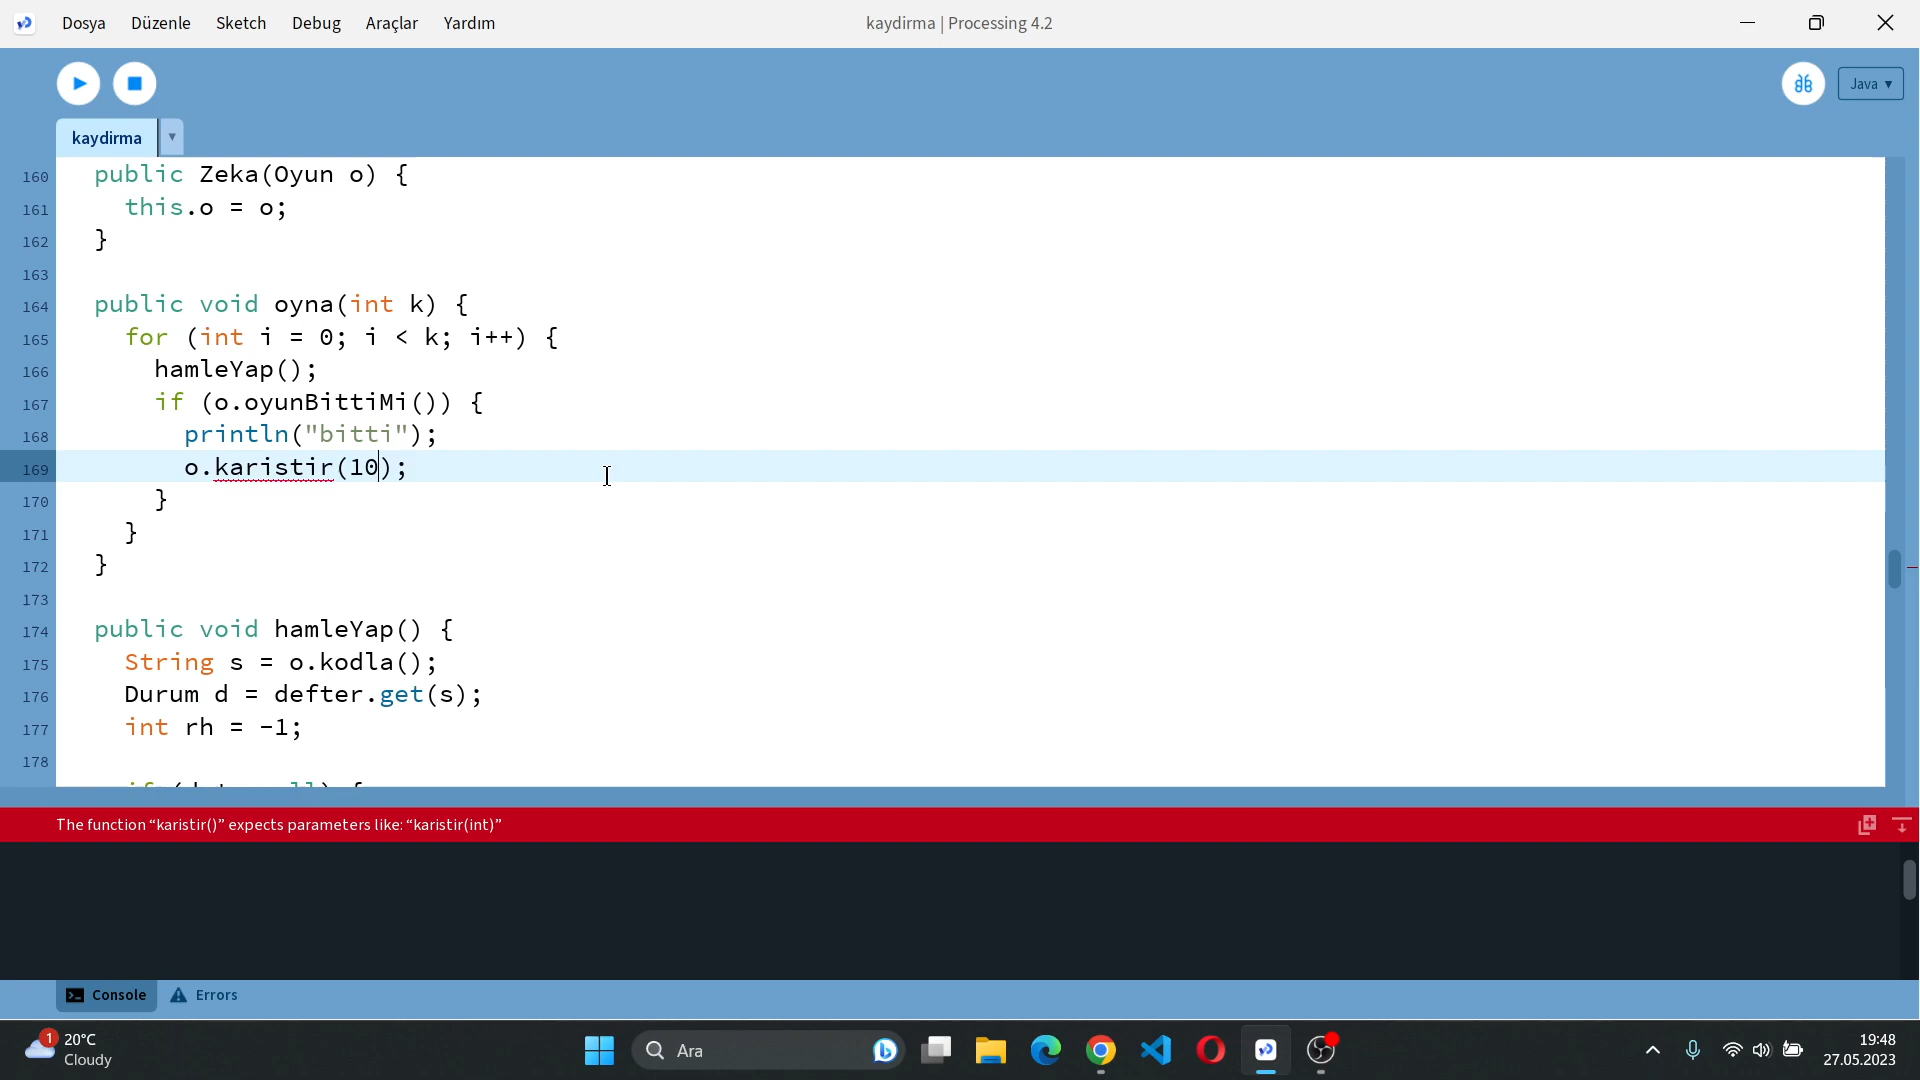 Dosya Düzenle Sketch Debug Araçlar Yardım
kaydirma | Processing 4.2
Java ▾
kaydirma
160 public Zeka(Oyun o) {
161 this.o = o;
162 }
163
164 public void oyna(int k) {
165 for (int i = 0; i < k; i++) {
166 hamleYap();
167 if (o.oyunBittiMi()) {
168 println("bitti");
169 o.karistir(10);
170 }
171 }
172 }
173
174 public void hamleYap() {
175 String s = o.kodla();
176 Durum d = defter.get(s);
177 int rh = -1;
178
The function “karistir()” expects parameters like: “karistir(int)”
Console Errors
1
20°C
Cloudy
Ara
19:48
27.05.2023